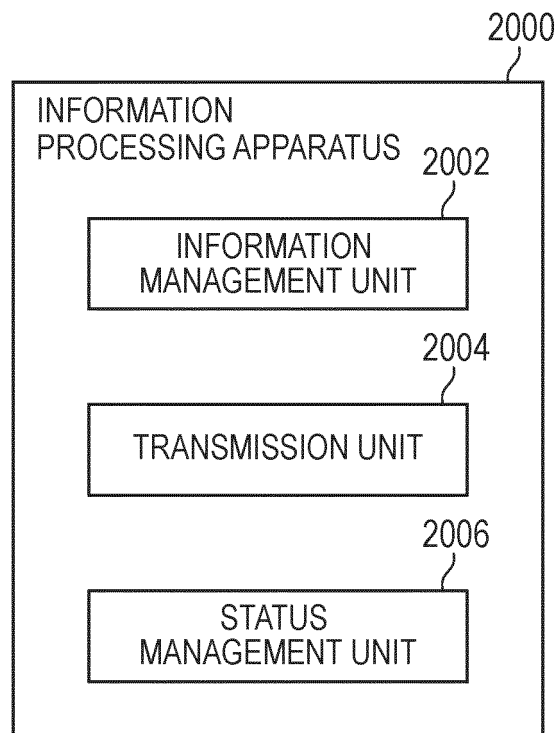 2000
INFORMATION
PROCESSING APPARATUS
2002
INFORMATION
MANAGEMENT UNIT
2004
TRANSMISSION UNIT
2006
STATUS
MANAGEMENT UNIT